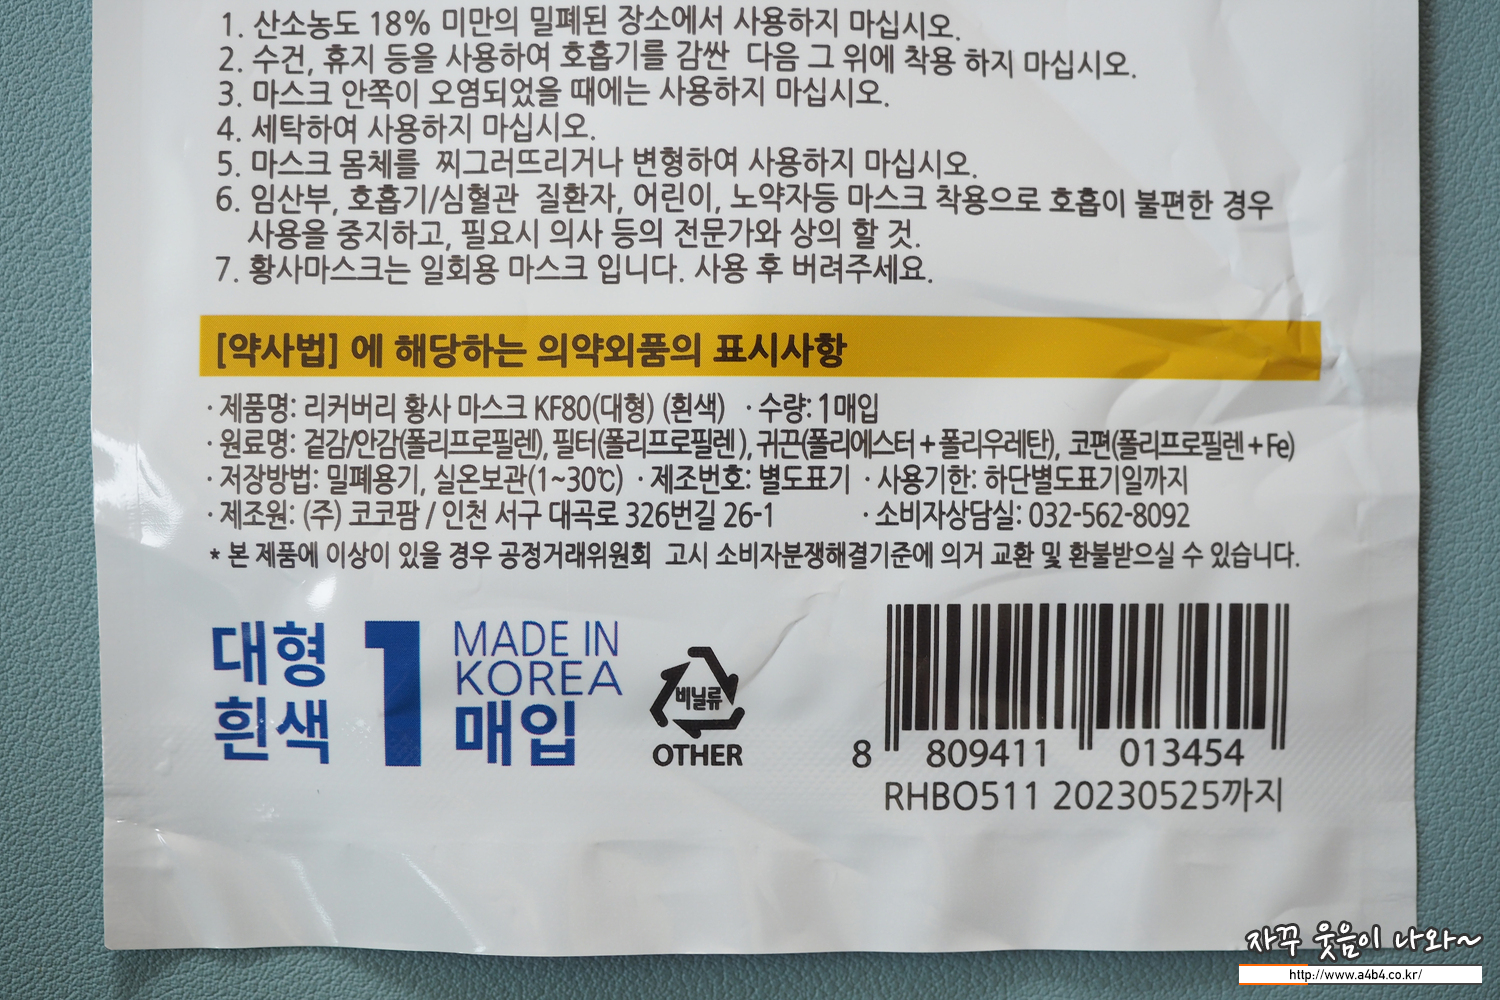 1. 산소농도 18% 미만의 밀폐된 장소에서 사용하지 마십시오.
2. 수건, 휴지 등을 사용하여 호흡기를 감싼 다음 그 위에 착용 하지 마십시오.
3. 마스크 안쪽이 오염되었을 때에는 사용하지 마십시오.
4. 세탁하여 사용하지 마십시오.
5. 마스크 몸체를 찌그러뜨리거나 변형하여 사용하지 마십시오.
6. 임산부, 호흡기/심혈관 질환자, 어린이, 노약자등 마스크 착용으로 호흡이 불편한 경우
사용을 중지하고, 필요시 의사 등의 전문가와 상의 할 것.
7. 황사마스크는 일회용 마스크 입니다. 사용 후 버려주세요.
[약사법] 에 해당하는 의약외품의 표시사항
· 제품명: 리커버리 황사 마스크 KF80(대형) (흰색) · 수량: 1매입
· 원료명: 겉감/안감(폴리프로필렌), 필터(폴리프로필렌), 귀끈(폴리에스터+폴리우레탄), 코편(폴리프로필렌+Fe)
· 저장방법: 밀폐용기, 실온보관(1~30℃) · 제조번호: 별도표기 · 사용기한: 하단별도표기일까지
· 제조원: (주) 코코팜 / 인천 서구 대곡로 326번길 26-1 · 소비자상담실: 032-562-8092
* 본 제품에 이상이 있을 경우 공정거래위원회 고시 소비자분쟁해결기준에 의거 교환 및 환불받으실 수 있습니다.
대형
흰색
1
MADE IN
KOREA
매입
비닐류
OTHER
8 809411 013454
RHBO511 20230525까지
자꾸 웃음이 나와~
http://www.a4b4.co.kr/